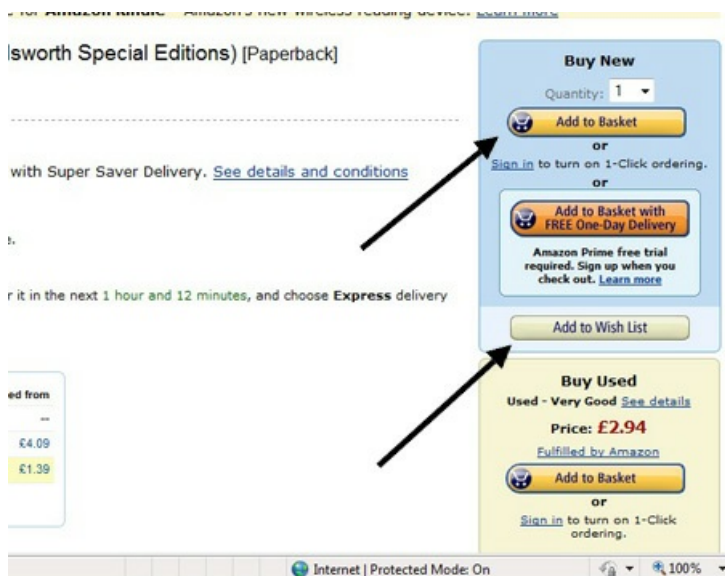 Amazon Kindle Amazon's new wireless reading device. Learn more
lsworth Special Editions) [Paperback]
with Super Saver Delivery. See details and conditions
e.
r it in the next 1 hour and 12 minutes, and choose Express delivery
ed from
--
£4.09
£1.39
Buy New
Quantity: 1
Add to Basket
or
Sign in to turn on 1-Click ordering.
or
Add to Basket with
FREE One-Day Delivery
Amazon Prime free trial
required. Sign up when you
check out. Learn more
Add to Wish List
Buy Used
Used - Very Good See details
Price: £2.94
Fulfilled by Amazon
Add to Basket
or
Sign in to turn on 1-Click
ordering.
Internet | Protected Mode: On
100%